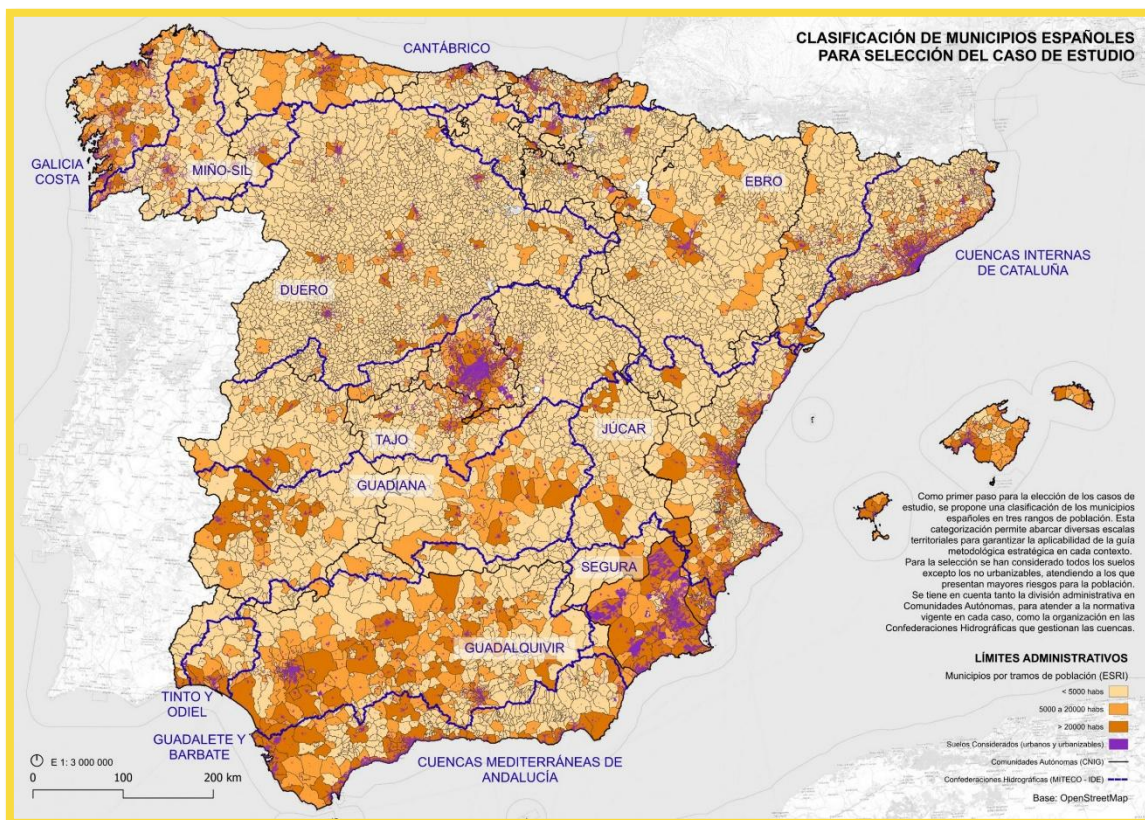 CLASIFICACIÓN DE MUNICIPIOS ESPAÑOLES
PARA SELECCIÓN DEL CASO DE ESTUDIO
CANTÁBRICO
GALICIA
COSTA
MIÑO-SIL
EBRO
CUENCAS INTERNAS
DE CATALUÑA
DUERO
TAJO
JÚCAR
GUADIANA
SEGURA
GUADALQUIVIR
TINTO Y
ODIEL
GUADALETE Y
BARBATE
CUENCAS MEDITERRÁNEAS DE
ANDALUCÍA
Como primer paso para la elección de los casos de
estudio, se propone una clasificación de los municipios
españoles en tres rangos de población. Esta
categorización permite abarcar diversas escalas
territoriales para garantizar la aplicabilidad de la guía
metodológica estratégica en cada contexto.
Para la selección se han considerado todos los suelos
excepto los no urbanizables, atendiendo a los que
presentan mayores riesgos para la población.
Se tiene en cuenta tanto la división administrativa en
Comunidades Autónomas, para atender a la normativa
vigente en cada caso, como la organización en las
Confederaciones Hidrográficas que gestionan las cuencas.
LÍMITES ADMINISTRATIVOS
Municipios por tramos de población (ESRI)
< 5000 habs
5000 a 20000 habs
> 20000 habs
Suelos Considerados (urbanos y urbanizables)
Comunidades Autónomas (CNIG)
Confederaciones Hidrográficas (MITECO - IDE)
Base: OpenStreetMap
E 1: 3 000 000
0 100 200 km